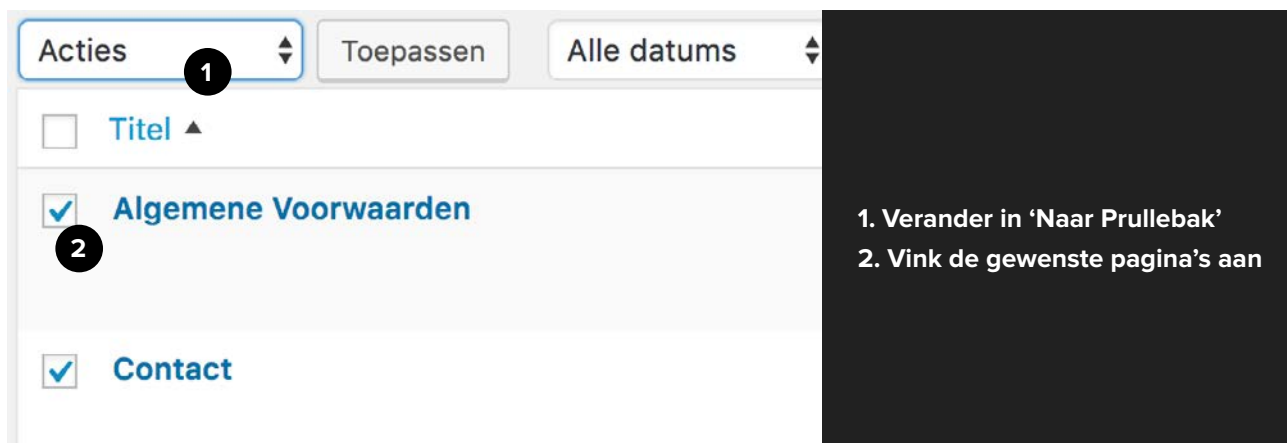 Acties
Toepassen
Alle datums
1
Titel
Algemene Voorwaarden
2
Contact
1. Verander in ‘Naar Prullebak’
2. Vink de gewenste pagina’s aan